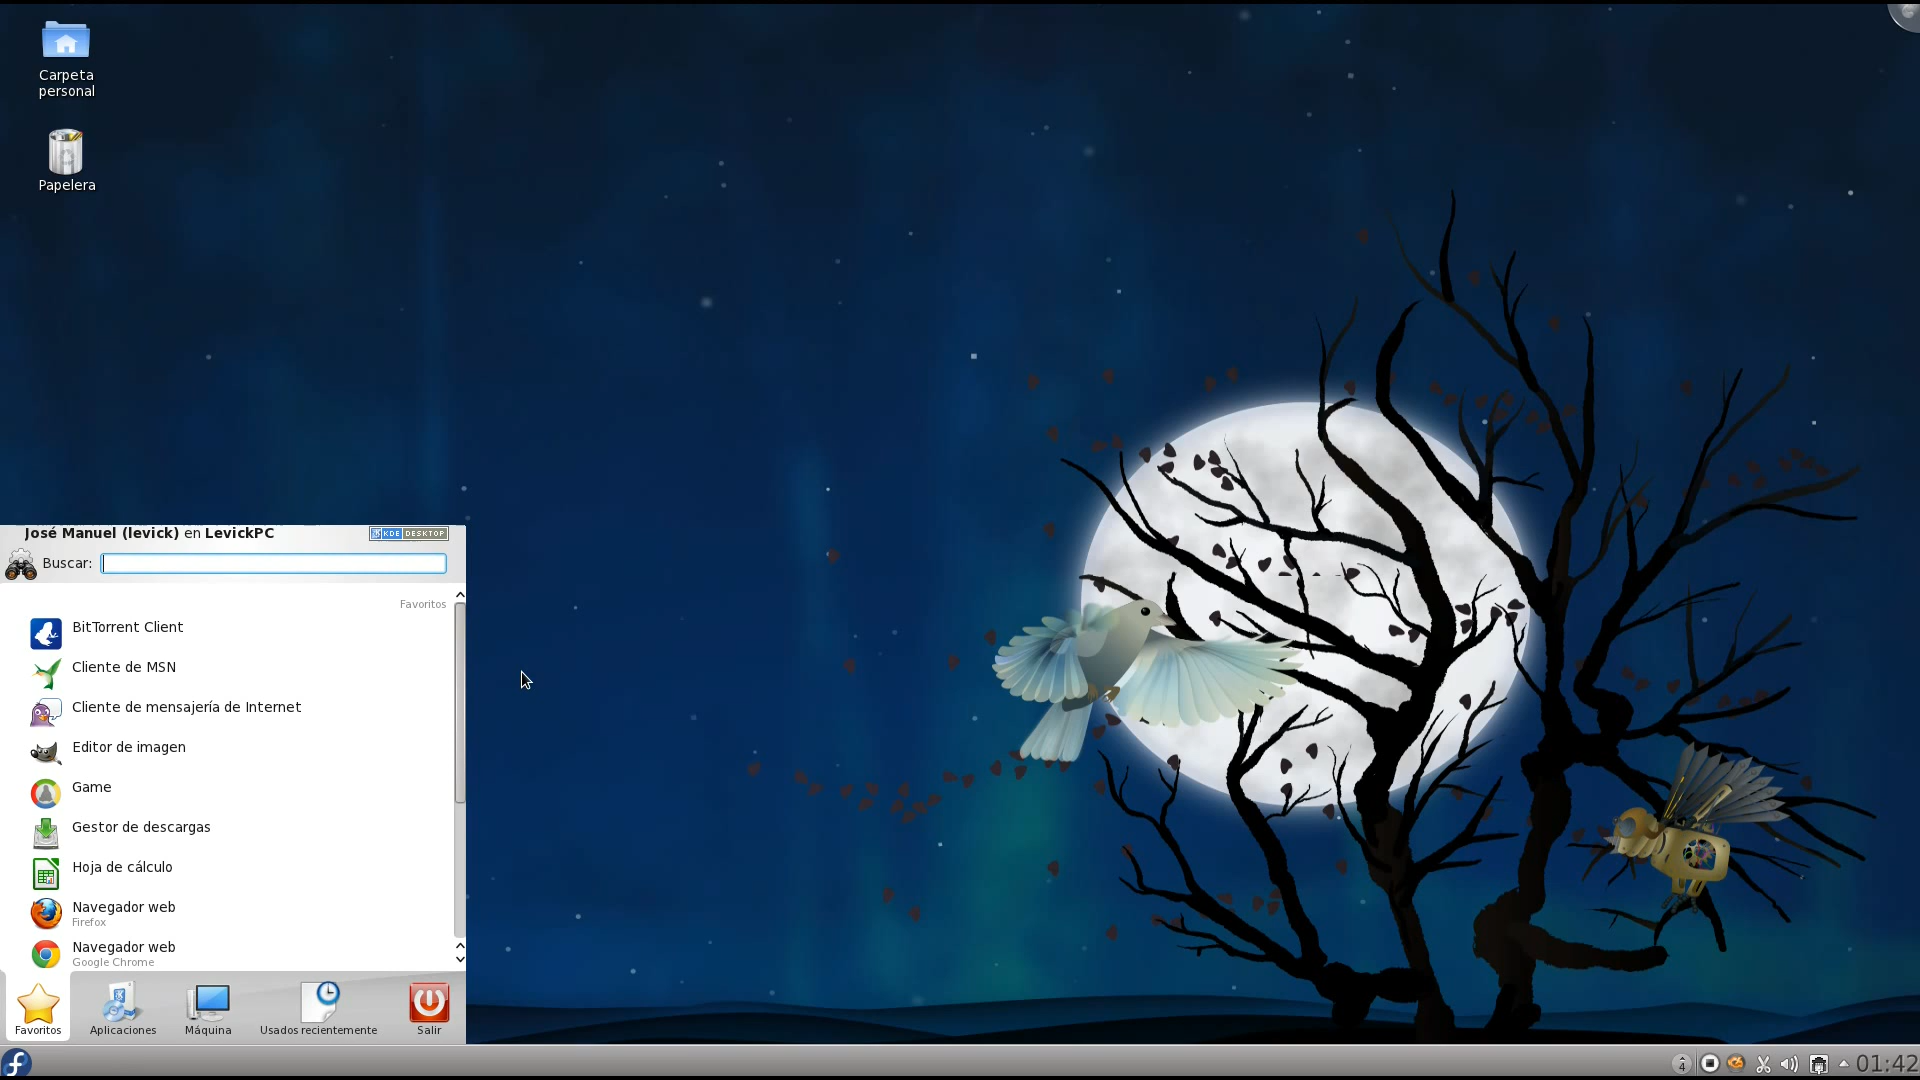 Carpeta
personal
Papelera
José Manuel (levick) en LevickPC
KDE DESKTOP
Buscar:
Favoritos
BitTorrent Client
Cliente de MSN
Cliente de mensajería de Internet
Editor de imagen
Game
Gestor de descargas
Hoja de cálculo
Navegador web
Firefox
Navegador web
Google Chrome
Favoritos
Aplicaciones
Máquina
Usados recientemente
Salir
4
01:42